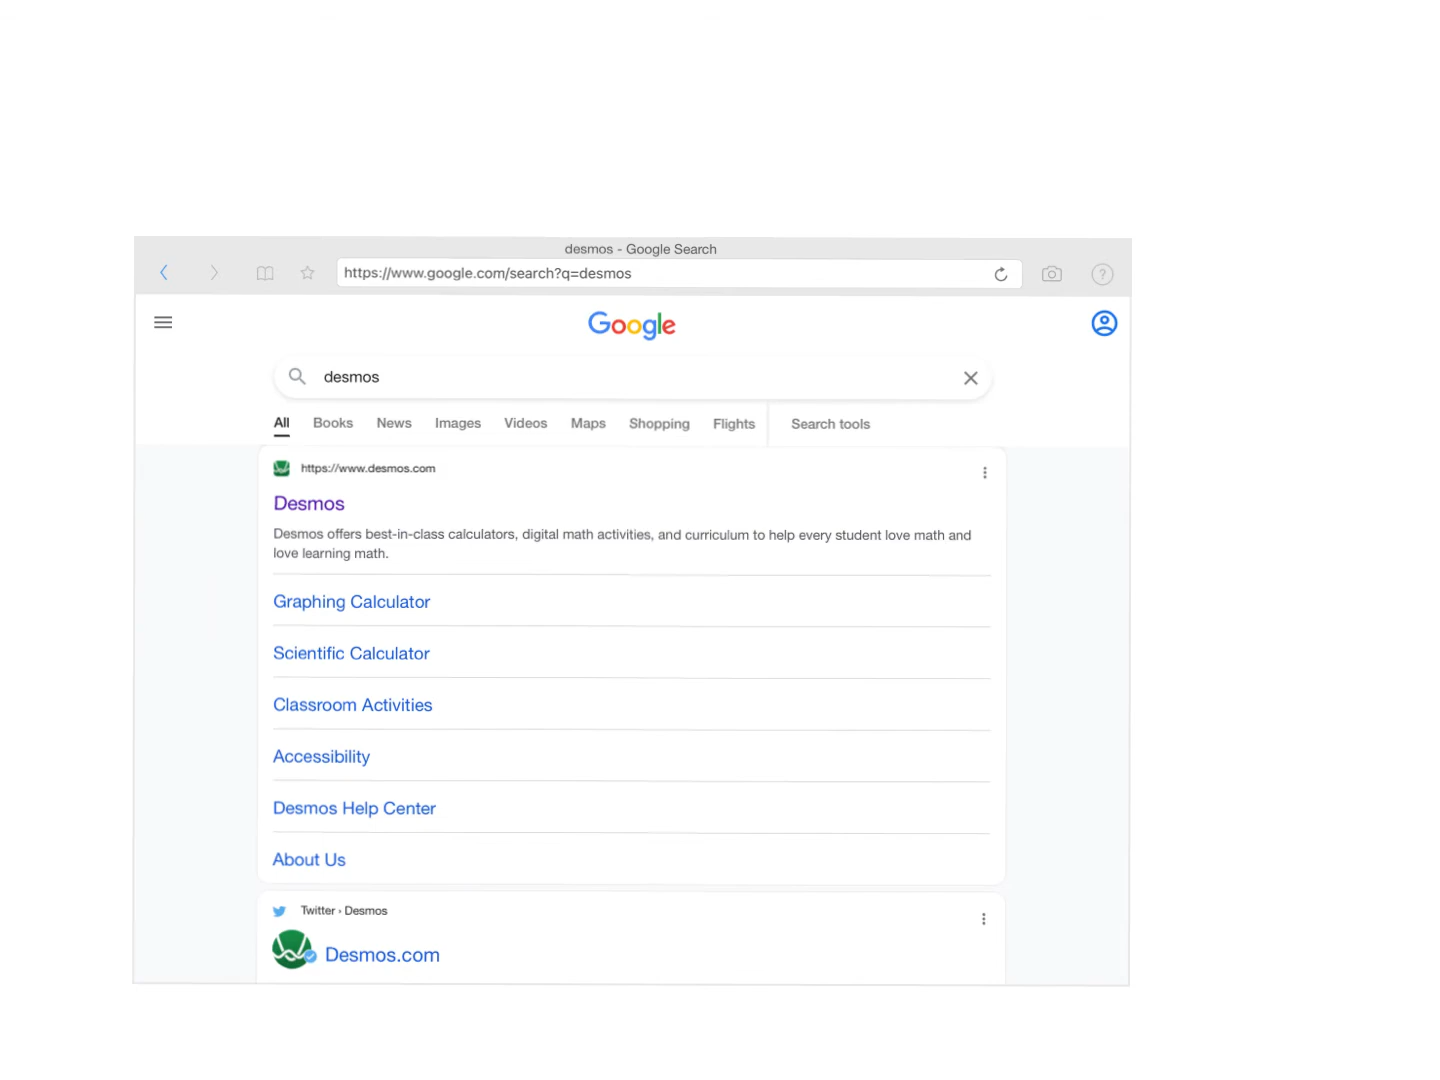 desmos - Google Search
https://www.google.com/search?q=desmos
?
Google
desmos
All Books News Images Videos Maps Shopping Flights Search tools
https://www.desmos.com
Desmos
Desmos offers best-in-class calculators, digital math activities, and curriculum to help every student love math and
love learning math.
Graphing Calculator
Scientific Calculator
Classroom Activities
Accessibility
Desmos Help Center
About Us
Twitter › Desmos
Desmos.com